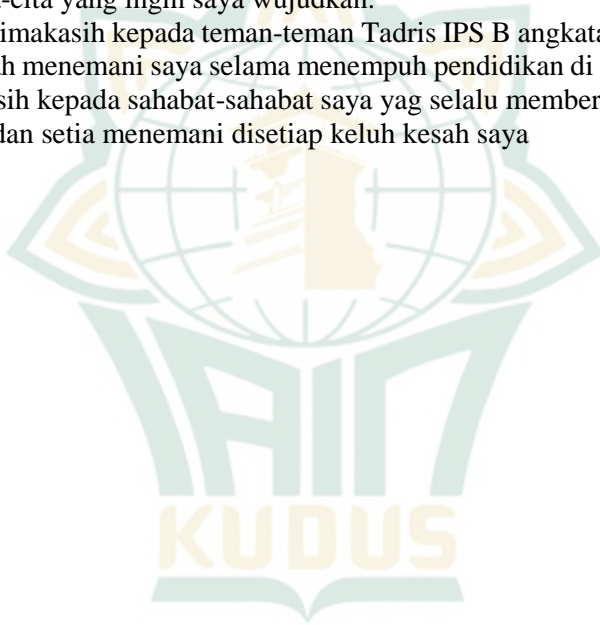 -cita yang ingin saya wujudkan.
imakasih kepada teman-teman Tadris IPS B angkata
ah menemani saya selama menempuh pendidikan di
sih kepada sahabat-sahabat saya yag selalu member
dan setia menemani disetiap keluh kesah saya
IAIN
KUDUS